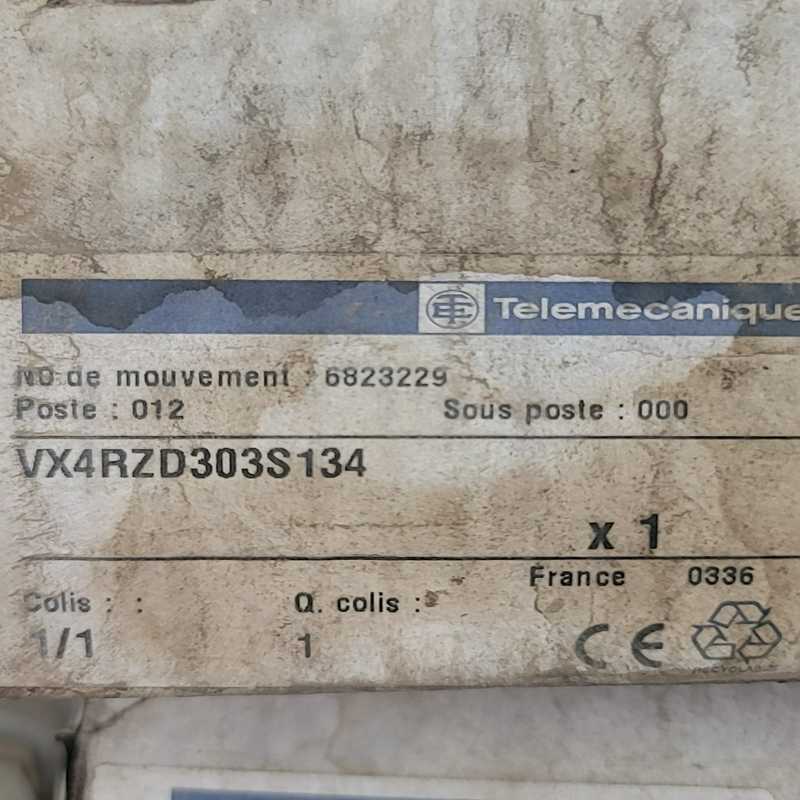 Telemecanique
No de mouvement : 6823229
Poste : 012 Sous poste : 000
VX4RZD303S134
x 1
France 0336
Colis : : Q. colis :
1/1 1
CE